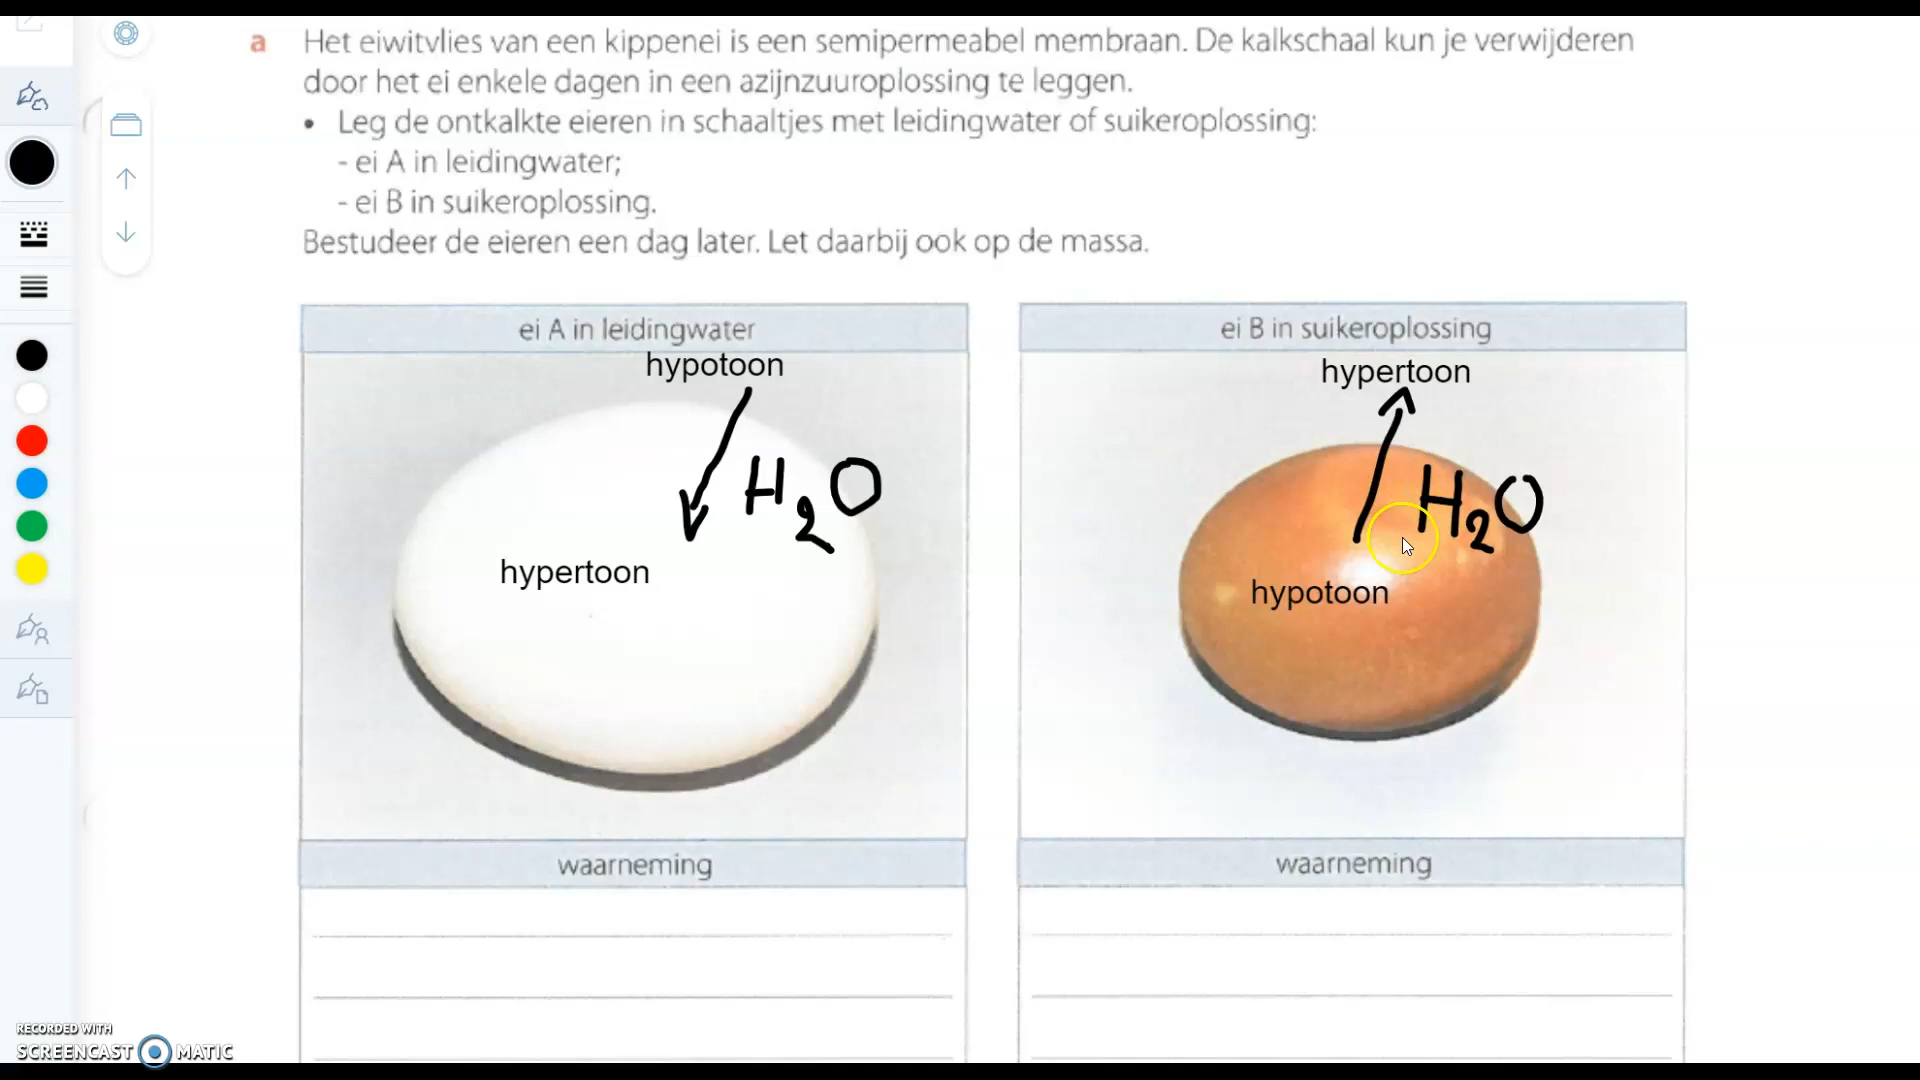 a Het eiwitvlies van een kippenei is een semipermeabel membraan. De kalkschaal kun je verwijderen
door het ei enkele dagen in een azijnzuuroplossing te leggen.
• Leg de ontkalkte eieren in schaaltjes met leidingwater of suikeroplossing:
- ei A in leidingwater;
- ei B in suikeroplossing.
Bestudeer de eieren een dag later. Let daarbij ook op de massa.
ei A in leidingwater
hypotoon
H2O
hypertoon
waarneming
ei B in suikeroplossing
hypertoon
H2O
hypotoon
waarneming
RECORDED WITH
SCREENCAST MATIC